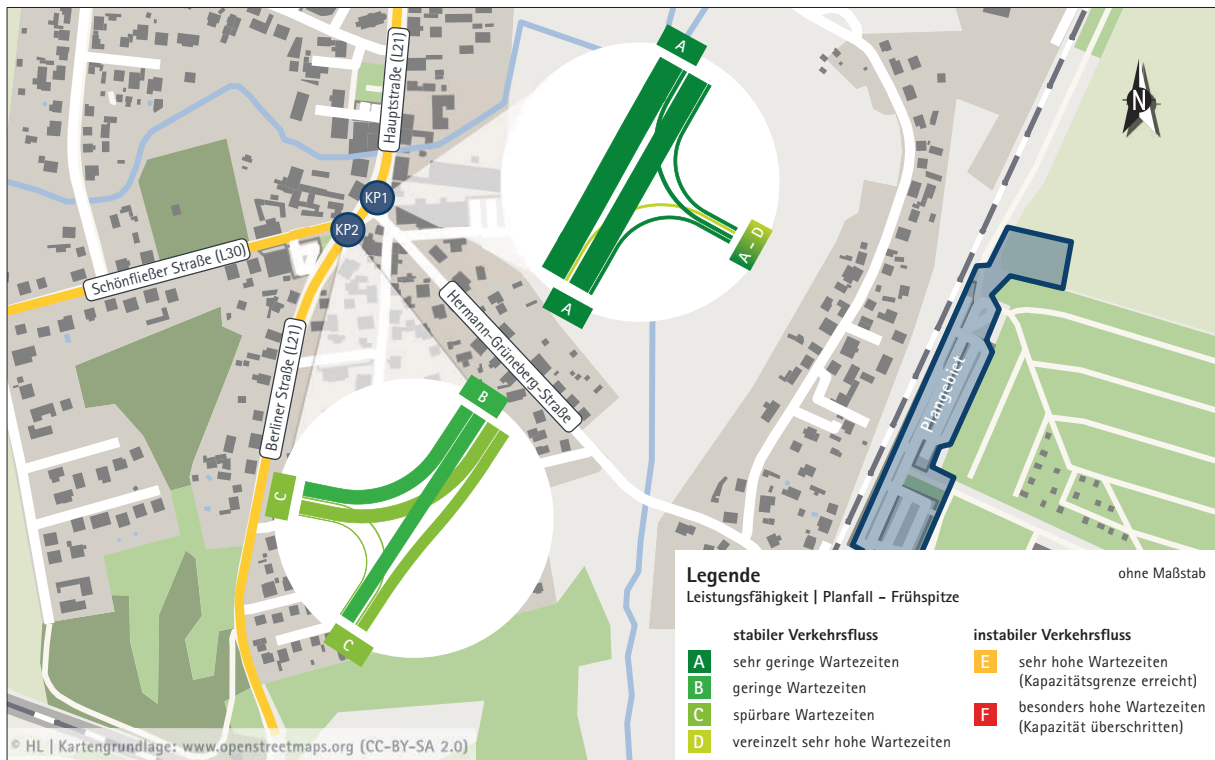 Hauptstraße (L21)
A
N
KP1
KP2
A - D
Schönfließer Straße (L30)
A
Hermann-Grüneberg-Straße
Berliner Straße (L21)
Plangebiet
B
C
C
Legende
ohne Maßstab
Leistungsfähigkeit | Planfall – Frühspitze
stabiler Verkehrsfluss
A sehr geringe Wartezeiten
B geringe Wartezeiten
C spürbare Wartezeiten
D vereinzelt sehr hohe Wartezeiten
instabiler Verkehrsfluss
E sehr hohe Wartezeiten
(Kapazitätsgrenze erreicht)
F besonders hohe Wartezeiten
(Kapazität überschritten)
© HL | Kartengrundlage: www.openstreetmaps.org (CC-BY-SA 2.0)